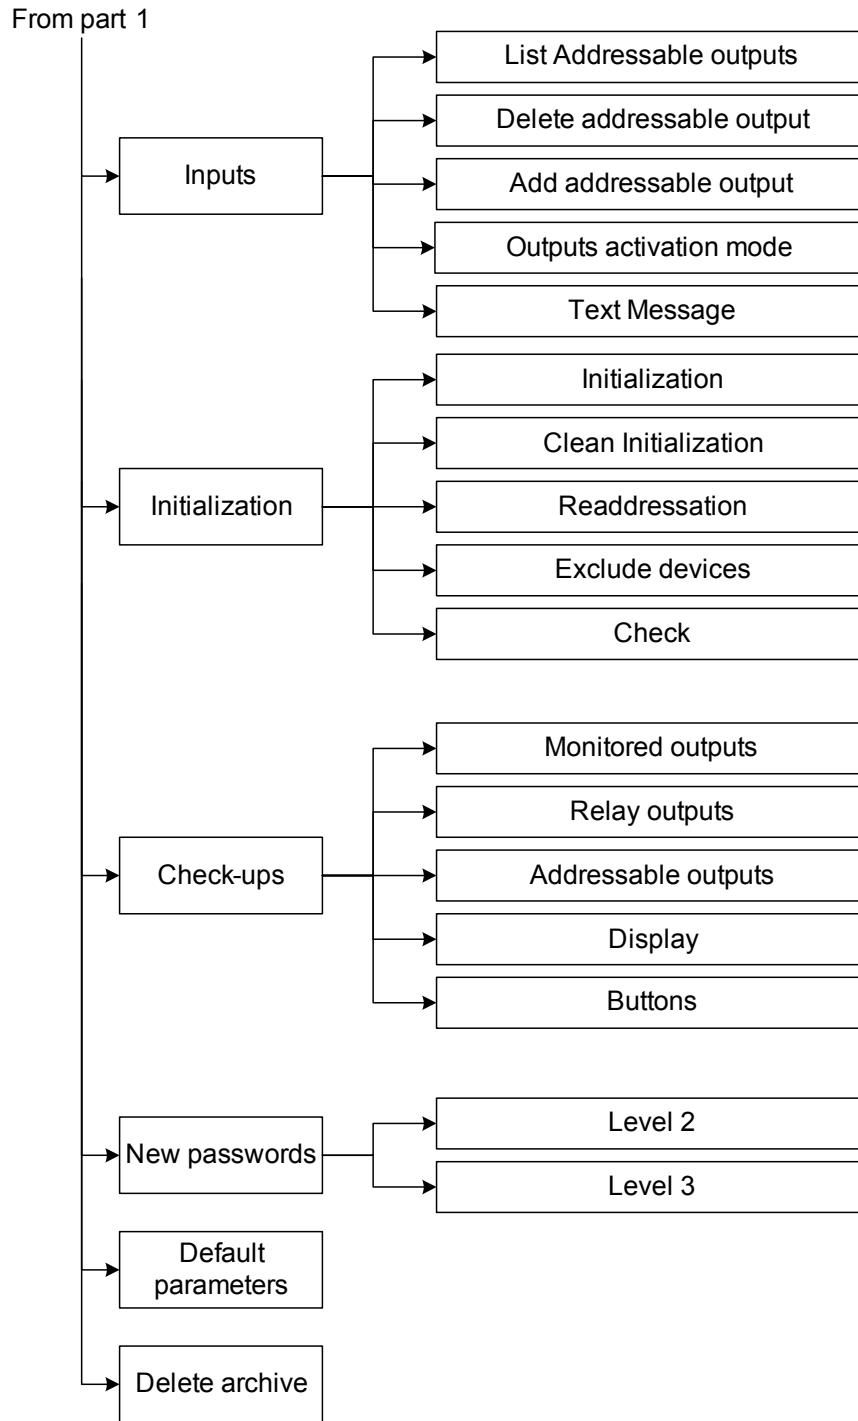 From part 1
Inputs
List Addressable outputs
Delete addressable output
Add addressable output
Outputs activation mode
Text Message
Initialization
Initialization
Clean Initialization
Readdressation
Exclude devices
Check
Check-ups
Monitored outputs
Relay outputs
Addressable outputs
Display
Buttons
New passwords
Level 2
Level 3
Default
parameters
Delete archive